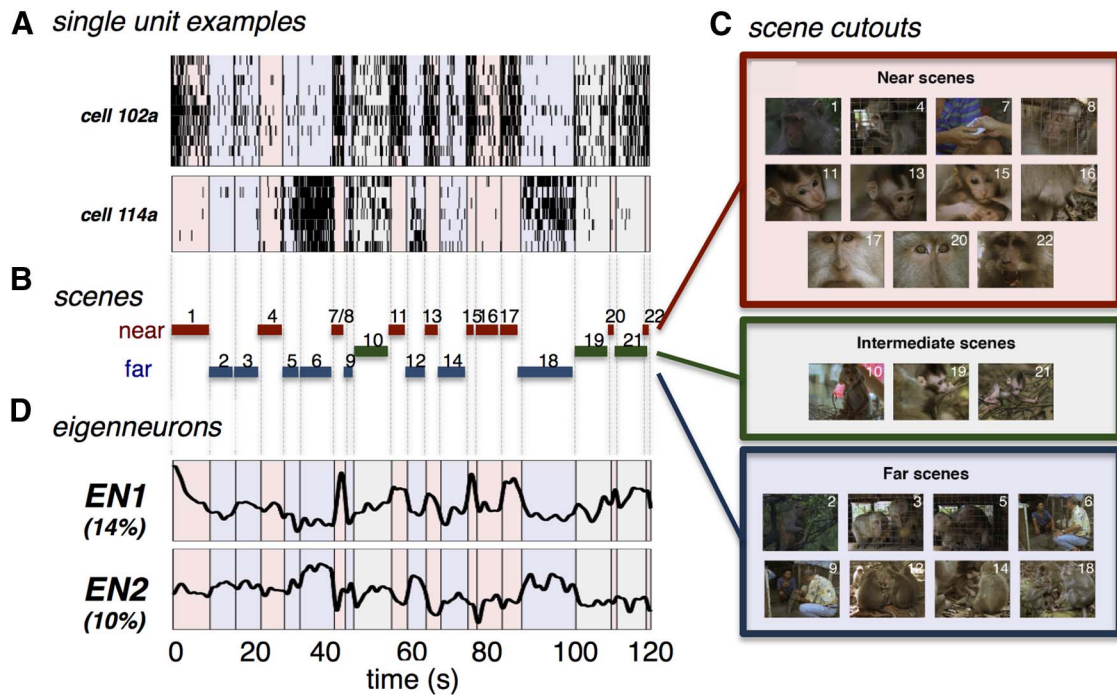 A single unit examples
cell 102a
cell 114a
B
scenes
near
far
1
4
7/8
11
13
15
16
17
20
22
10
19
21
2
3
5
6
9
12
14
18
D
eigenneurons
EN1
(14%)
EN2
(10%)
0 20 40 60 80 100 120
time (s)
C scene cutouts
Near scenes
1 4 7 8
11 13 15 16
17 20 22
Intermediate scenes
10 19 21
Far scenes
2 3 5 6
9 12 14 18